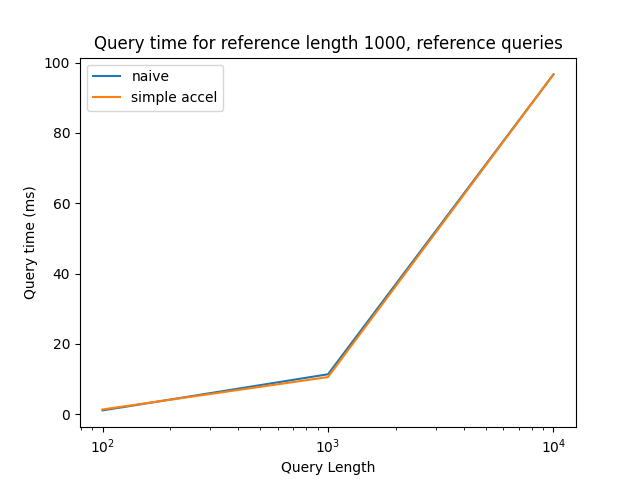 Query time for reference length 1000, reference queries
naive
simple accel
Query time (ms)
100
80
60
40
20
0
10²
10³
10⁴
Query Length